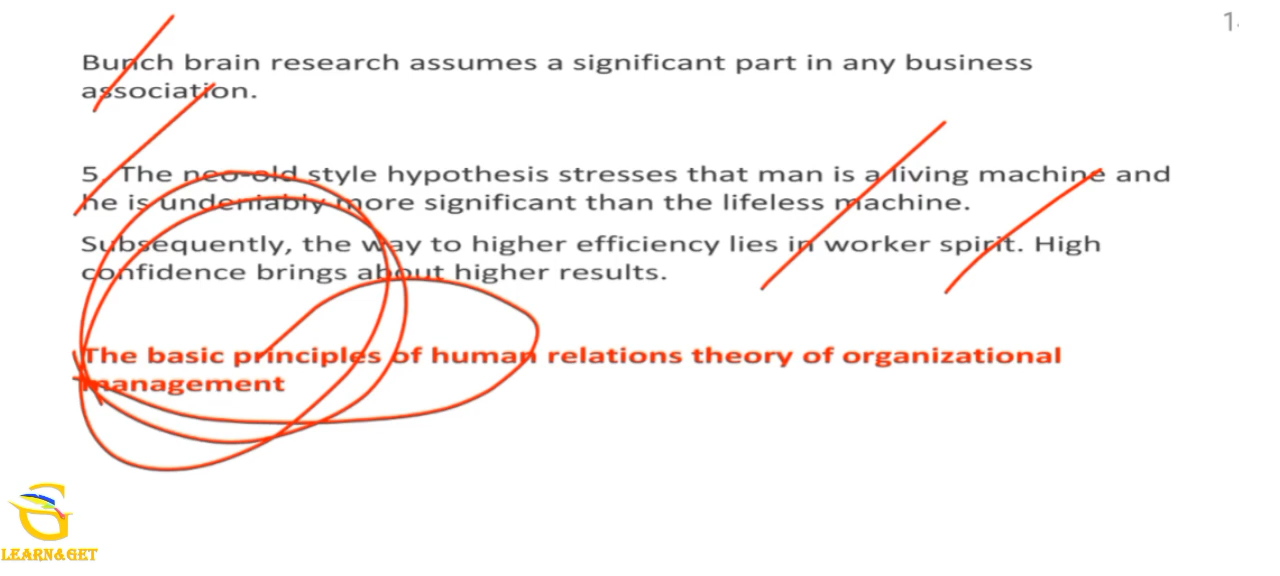 Bunch brain research assumes a significant part in any business
association.
5. The neo-old style hypothesis stresses that man is a living machine and
he is undeniably more significant than the lifeless machine.
Subsequently, the way to higher efficiency lies in worker spirit. High
confidence brings about higher results.
The basic principles of human relations theory of organizational
management
LEARN&GET